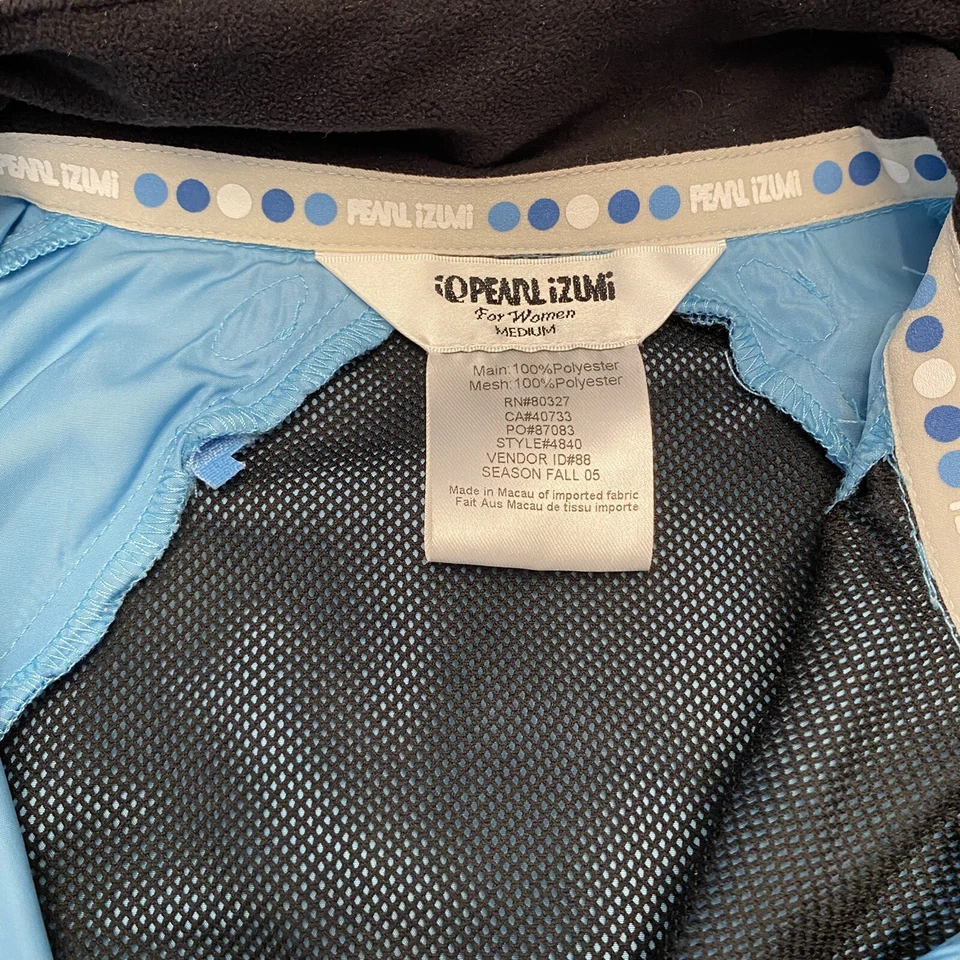 PEARL iZUMi
PEARL iZUMi
PEARL iZUMi
PEARL iZUMi
For Women
MEDIUM
Main:100%Polyester
Mesh:100%Polyester
RN#80327
CA#40733
PO#87083
STYLE#4840
VENDOR ID#88
SEASON FALL 05
Made in Macau of imported fabric
Fait Aus Macau de tissu importe